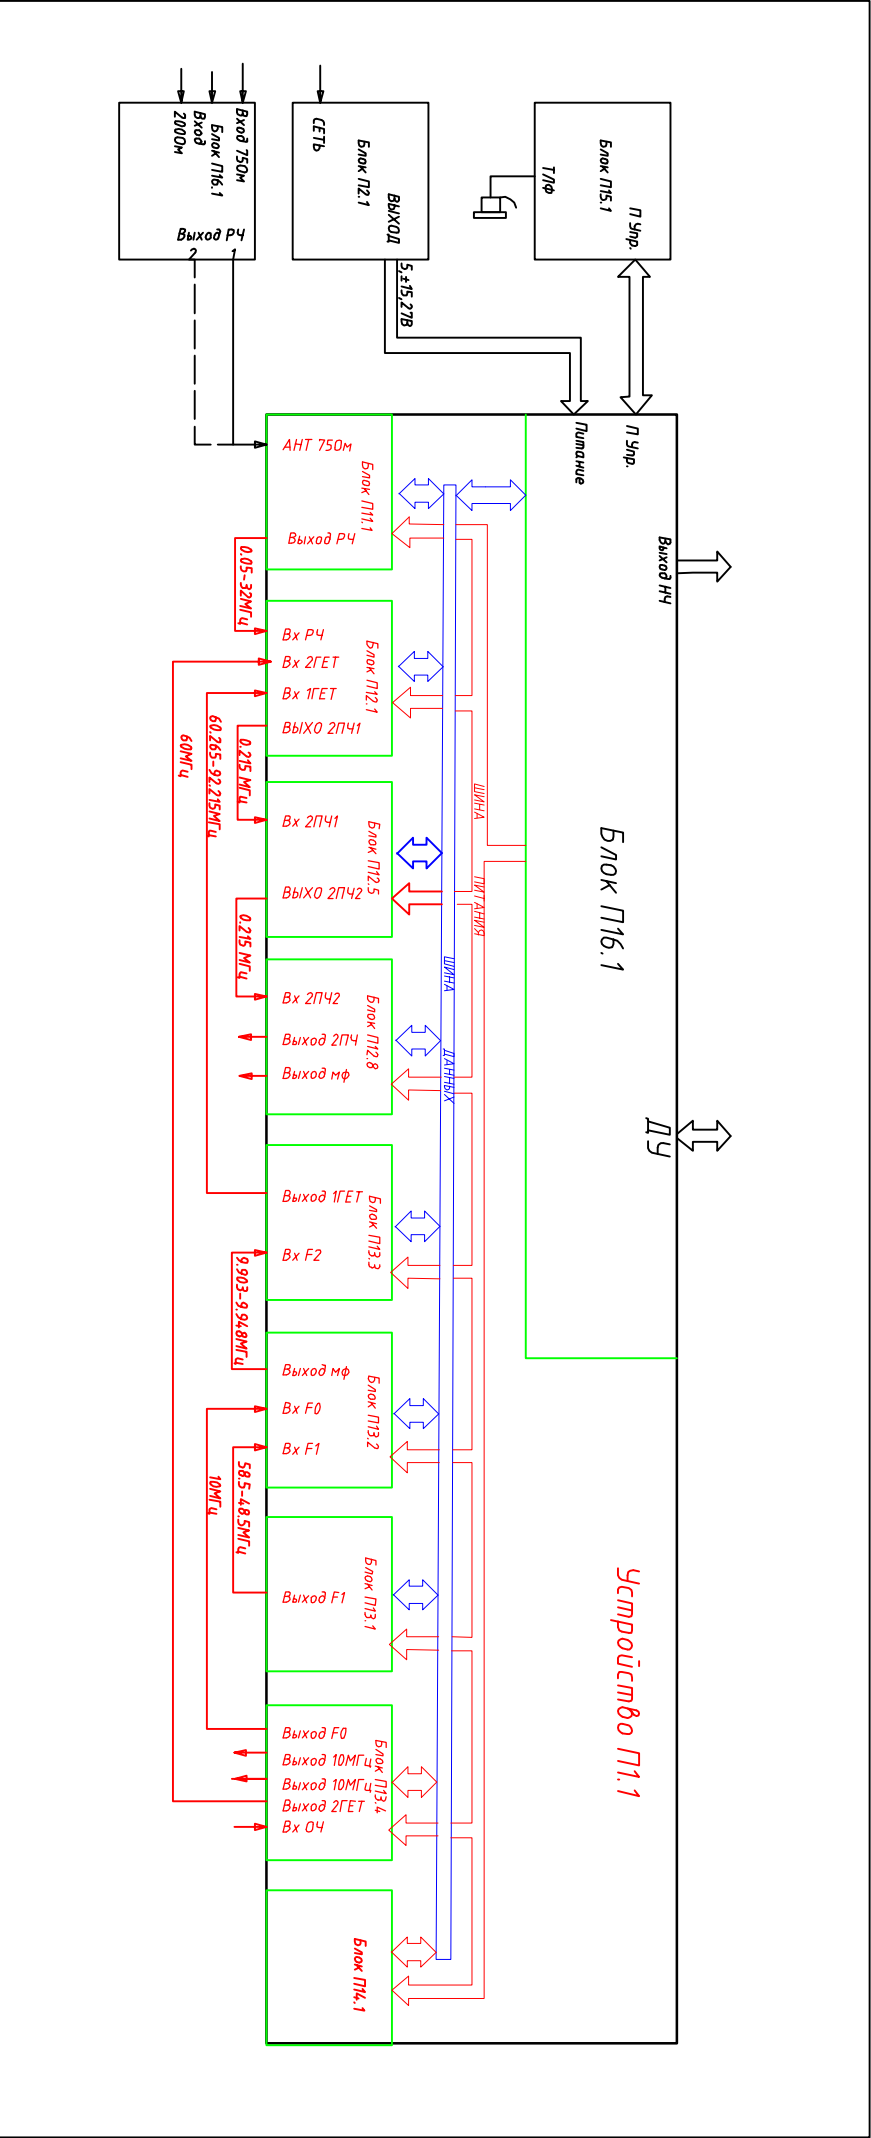 Вход 75Ом
Блок П16.1
Вход
200Ом
Выход РЧ
2
1
СЕТЬ
Блок П2.1
ВЫХОД
5,±15,27В
Блок П15.1
ТЛф
П Упр.
П Упр.
Питание
Выход НЧ
Блок П16.1
ДУ
Устройство П1.1
ШИНА
ПИТАНИЯ
ШИНА
ДАННЫХ
АНТ 75Ом
Блок П11.1
Выход РЧ
0.05-32МГц
Вх РЧ
Вх 2ГЕТ
Вх 1ГЕТ
ВЫХО 2ПЧ1
Блок П12.1
60МГц
60.265-92.215МГц
0.215 МГц
Вх 2ПЧ1
Блок П12.5
ВЫХО 2ПЧ2
0.215 МГц
Вх 2ПЧ2
Выход 2ПЧ
Выход мф
Блок П12.8
Выход 1ГЕТ
Блок П13.3
Вх F2
9.903-9.948МГц
Выход мф
Блок П13.2
Вх F0
Вх F1
10МГц
58.5-48.5МГц
Блок П13.1
Выход F1
Выход F0
Выход 10МГц
Выход 10МГц
Выход 2ГЕТ
Вх ОЧ
Блок П13.4
Блок П14.1